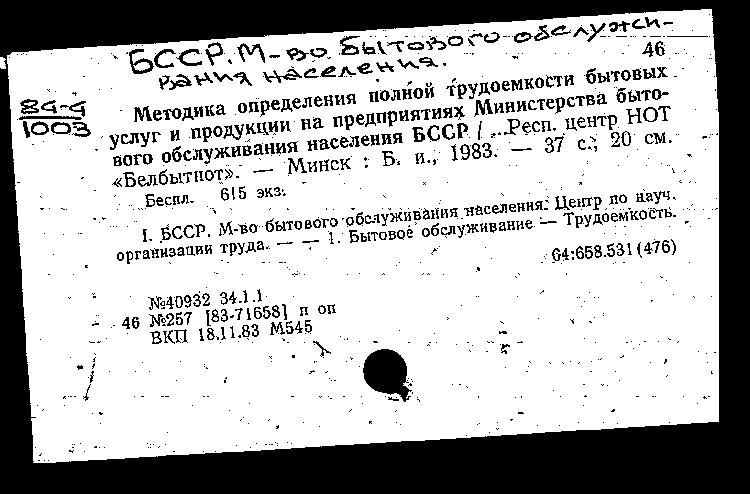 БССР. М-во бытового обслужи-
вания населения.
46
84-4
1003
Методика определения полной трудоемкости бытовых
услуг и продукции на предприятиях Министерства быто-
вого обслуживания населения БССР / ...Респ. центр НОТ
«Белбытнот». — Минск : Б. и., 1983. — 37 с.; 20 см.
Беспл. 615 экз.
I. БССР. М-во бытового обслуживания населения. Центр по науч.
организации труда. — — 1. Бытовое обслуживание — Трудоемкость.
64:658.531(476)
№40932 34.1.1
46 №257 [83-71658] п оп
ВКП 18.11.83 М545